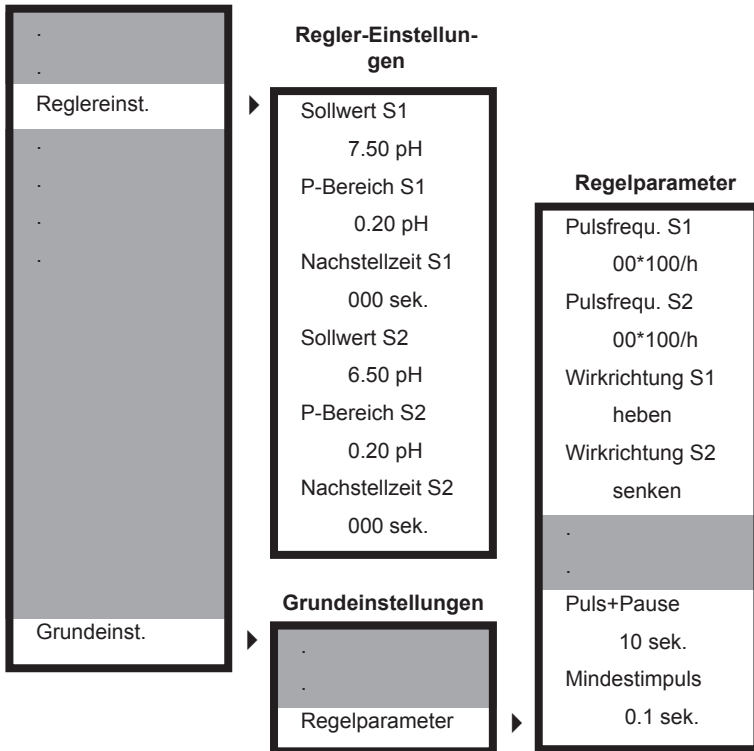 .
.
Reglereinst.
.
.
.
.
Grundeinst.
Regler-Einstellun-
gen
Sollwert S1
7.50 pH
P-Bereich S1
0.20 pH
Nachstellzeit S1
000 sek.
Sollwert S2
6.50 pH
P-Bereich S2
0.20 pH
Nachstellzeit S2
000 sek.
Grundeinstellungen
.
.
Regelparameter
Regelparameter
Pulsfrequ. S1
00*100/h
Pulsfrequ. S2
00*100/h
Wirkrichtung S1
heben
Wirkrichtung S2
senken
.
.
Puls+Pause
10 sek.
Mindestimpuls
0.1 sek.